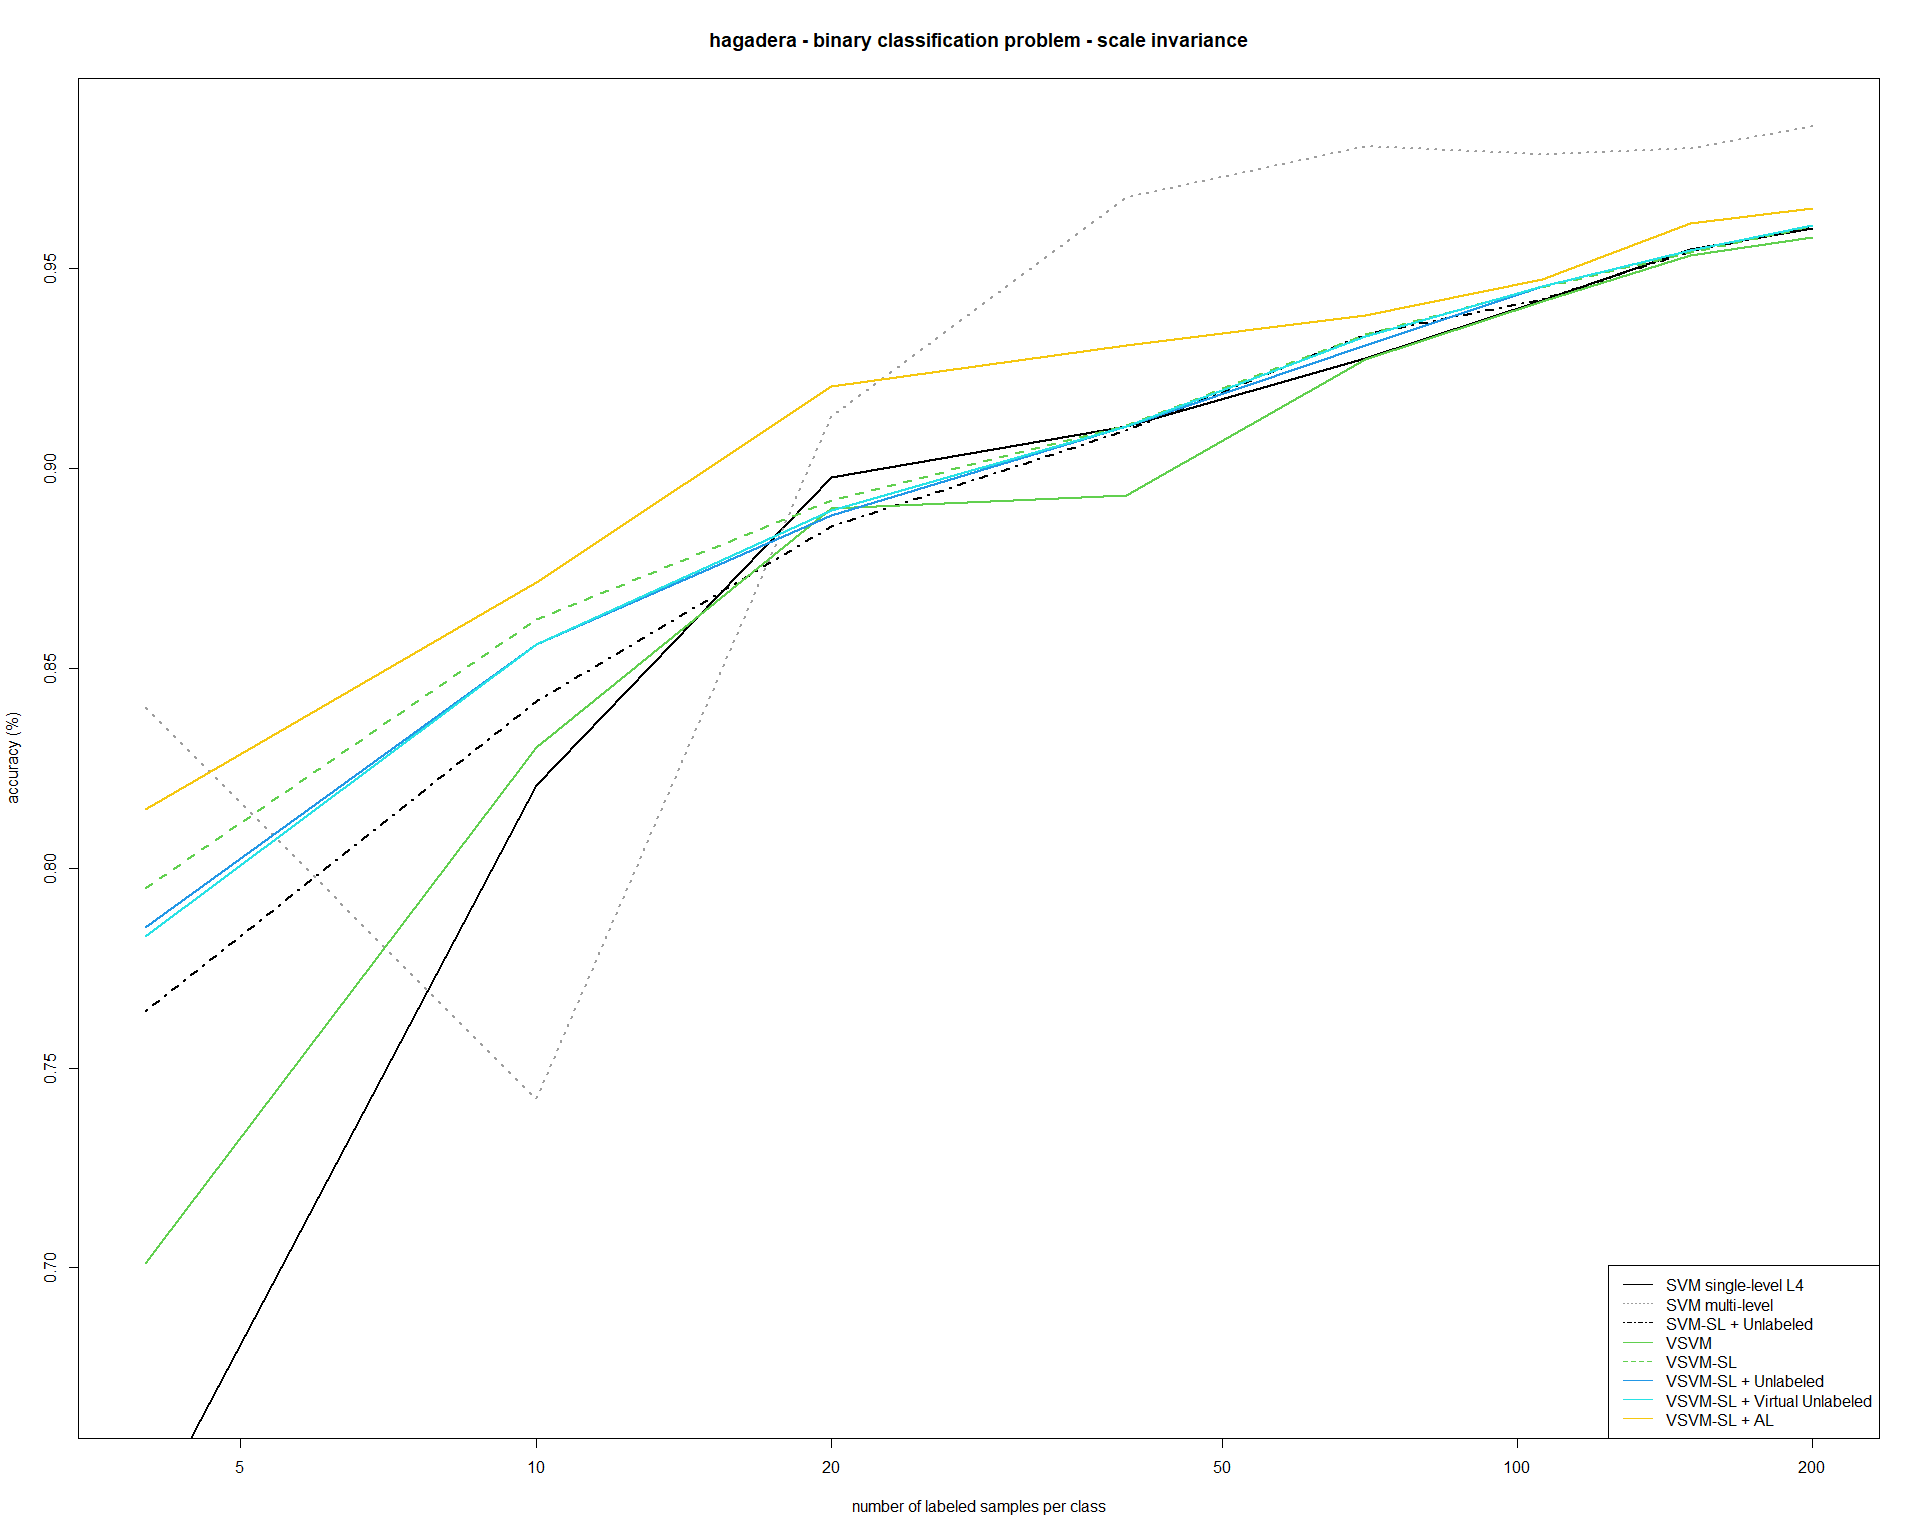 hagadera - binary classification problem - scale invariance
0.95
0.90
0.85
0.80
0.75
0.70
accuracy (%)
5 10 20 50 100 200
number of labeled samples per class
SVM single-level L4
SVM multi-level
SVM-SL + Unlabeled
VSVM
VSVM-SL
VSVM-SL + Unlabeled
VSVM-SL + Virtual Unlabeled
VSVM-SL + AL